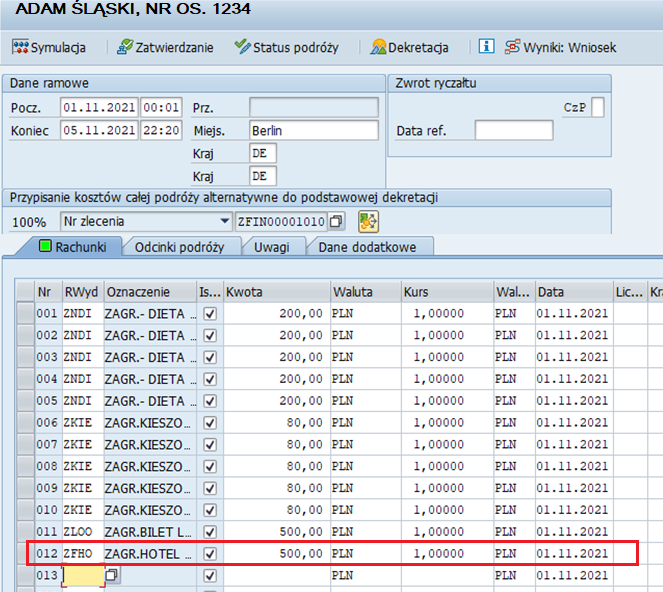 ADAM ŚLĄSKI, NR OS. 1234
Symulacja Zatwierdzanie Status podróży Dekretacja Wyniki: Wniosek
Dane ramowe Zwrot ryczałtu
Pocz. 01.11.2021 00:01 Prz. CzP
Koniec 05.11.2021 22:20 Miejs. Berlin Data ref.
Kraj DE
Kraj DE
Przypisanie kosztów całej podróży alternatywne do podstawowej dekretacji
100% Nr zlecenia ZFIN00001010
Rachunki Odcinki podróży Uwagi Dane dodatkowe
Nr RWyd Oznaczenie Is... Kwota Waluta Kurs Wal... Data Lic... Kra
001 ZNDI ZAGR.- DIETA ... 200,00 PLN 1,00000 PLN 01.11.2021
002 ZNDI ZAGR.- DIETA ... 200,00 PLN 1,00000 PLN 01.11.2021
003 ZNDI ZAGR.- DIETA ... 200,00 PLN 1,00000 PLN 01.11.2021
004 ZNDI ZAGR.- DIETA ... 200,00 PLN 1,00000 PLN 01.11.2021
005 ZNDI ZAGR.- DIETA ... 200,00 PLN 1,00000 PLN 01.11.2021
006 ZKIE ZAGR.KIESZO... 80,00 PLN 1,00000 PLN 01.11.2021
007 ZKIE ZAGR.KIESZO... 80,00 PLN 1,00000 PLN 01.11.2021
008 ZKIE ZAGR.KIESZO... 80,00 PLN 1,00000 PLN 01.11.2021
009 ZKIE ZAGR.KIESZO... 80,00 PLN 1,00000 PLN 01.11.2021
010 ZKIE ZAGR.KIESZO... 80,00 PLN 1,00000 PLN 01.11.2021
011 ZLOO ZAGR.BILET L... 500,00 PLN 1,00000 PLN 01.11.2021
012 ZFHO ZAGR.HOTEL ... 500,00 PLN 1,00000 PLN 01.11.2021
013 PLN PLN 01.11.2021